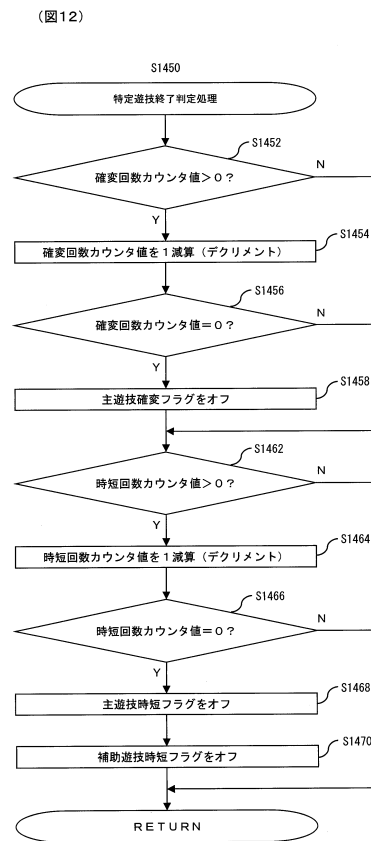 （図１２）
S1450
特定遊技終了判定処理
S1452
確変回数カウンタ値＞０？
N
Y
S1454
確変回数カウンタ値を１減算（デクリメント）
S1456
確変回数カウンタ値＝０？
N
Y
S1458
主遊技確変フラグをオフ
S1462
時短回数カウンタ値＞０？
N
Y
S1464
時短回数カウンタ値を１減算（デクリメント）
S1466
時短回数カウンタ値＝０？
N
Y
S1468
主遊技時短フラグをオフ
S1470
補助遊技時短フラグをオフ
ＲＥＴＵＲＮ